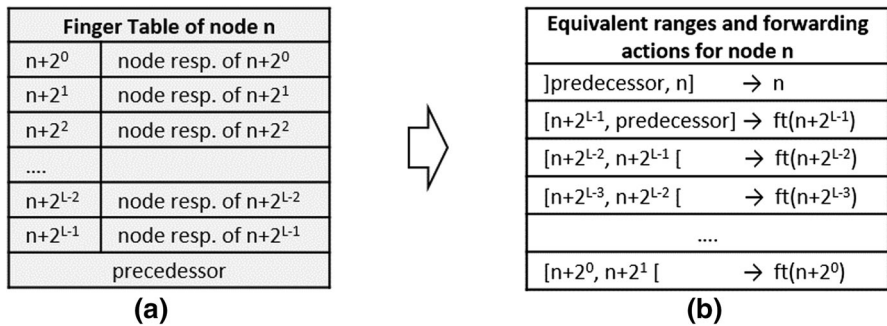 Finger Table of node n
n+2⁰ node resp. of n+2⁰
n+2¹ node resp. of n+2¹
n+2² node resp. of n+2²
....
n+2ᴸ⁻² node resp. of n+2ᴸ⁻²
n+2ᴸ⁻¹ node resp. of n+2ᴸ⁻¹
precedessor
(a)
Equivalent ranges and forwarding
actions for node n
]predecessor, n] → n
[n+2ᴸ⁻¹, predecessor] → ft(n+2ᴸ⁻¹)
[n+2ᴸ⁻², n+2ᴸ⁻¹ [ → ft(n+2ᴸ⁻²)
[n+2ᴸ⁻³, n+2ᴸ⁻² [ → ft(n+2ᴸ⁻³)
....
[n+2⁰, n+2¹ [ → ft(n+2⁰)
(b)